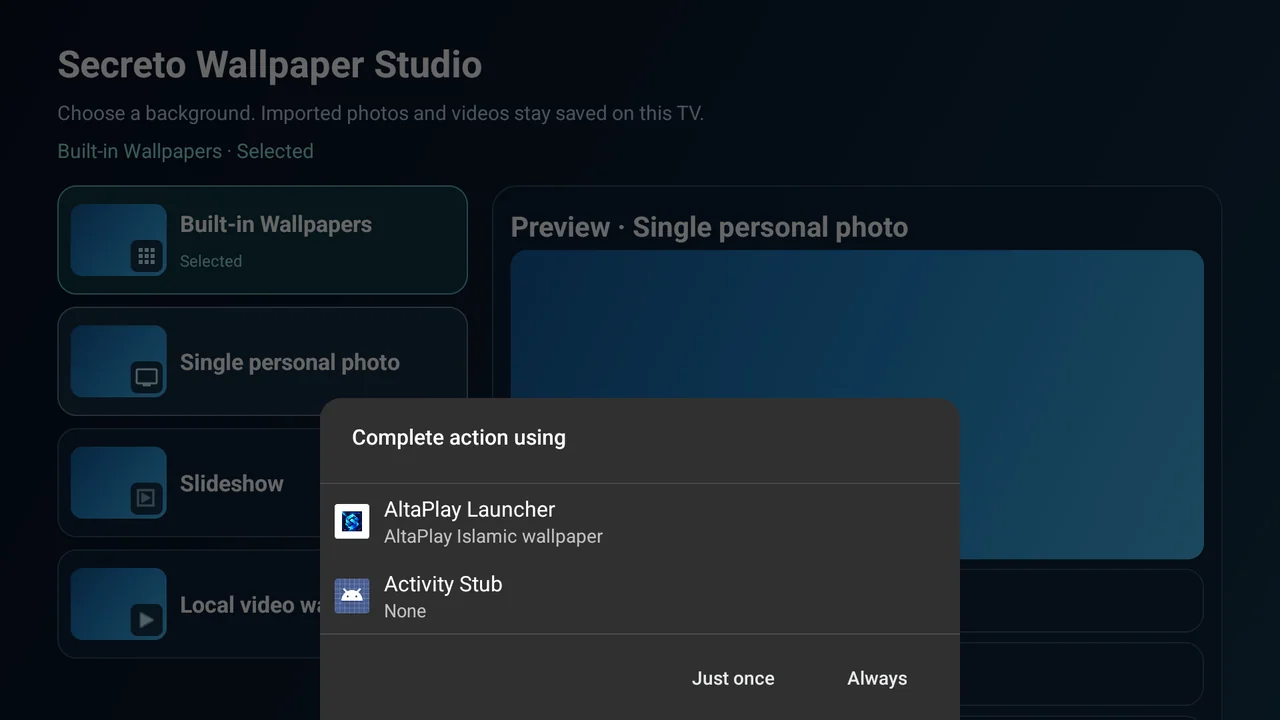 Secreto Wallpaper Studio
Choose a background. Imported photos and videos stay saved on this TV.
Built-in Wallpapers · Selected
Built-in Wallpapers
Selected
Single personal photo
Slideshow
Local video wa
Preview · Single personal photo
Complete action using
AltaPlay Launcher
AltaPlay Islamic wallpaper
Activity Stub
None
Just once
Always